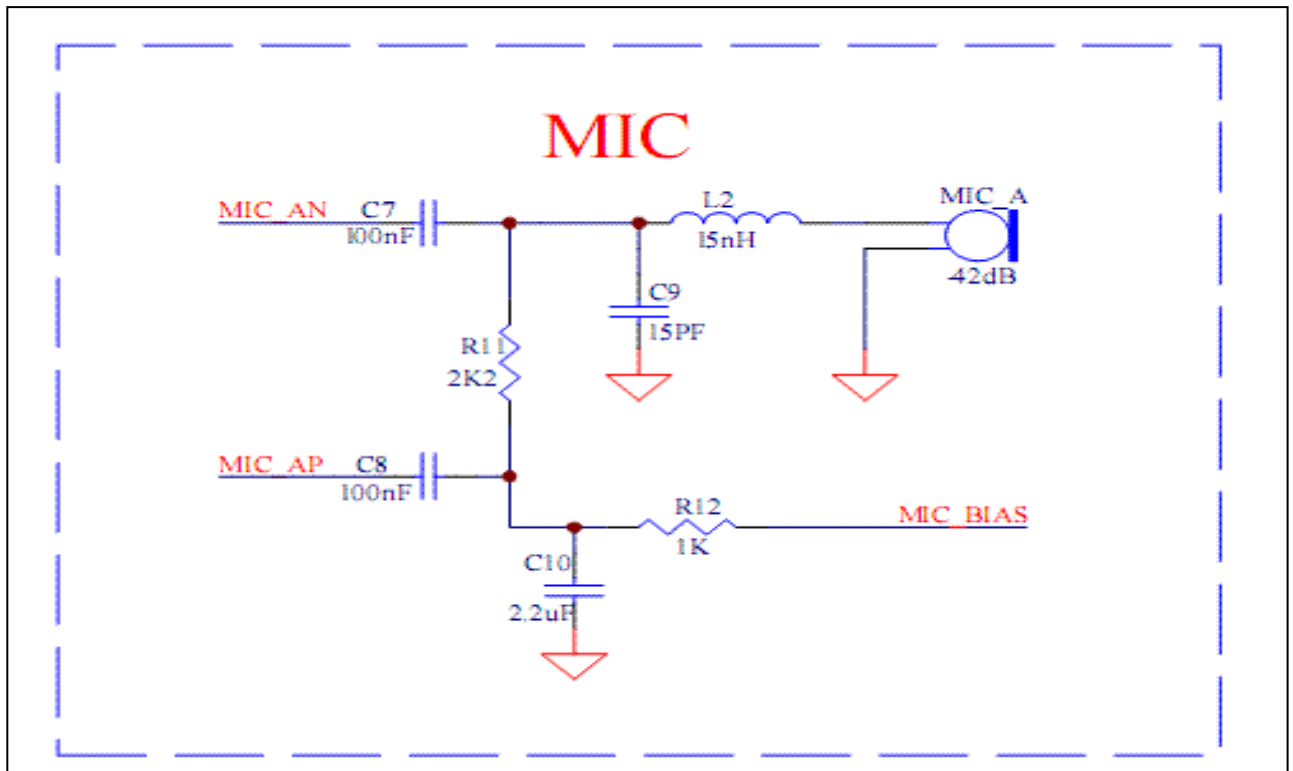 MIC
MIC_AN
C7
100nF
L2
15nH
MIC_A
-42dB
C9
15PF
R11
2K2
MIC_AP
C8
100nF
R12
1K
MIC_BIAS
C10
2.2uF